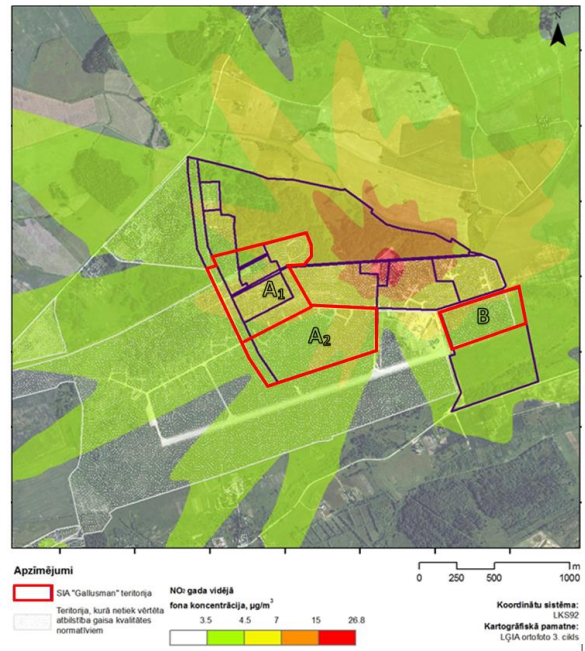 N
A1
A2
B
Apzīmējumi
SIA "Gallusman" teritorija
Teritorija, kurā netiek vērtēta
atbilstība gaisa kvalitātes
normatīviem
NO2 gada vidējā
fona koncentrācija, µg/m³
3.5 4.5 7 15 26.8
m
0 250 500 1000
Koordinātu sistēma:
LKS92
Kartogrāfiskā pamatne:
LĢIA ortofoto 3. cikls